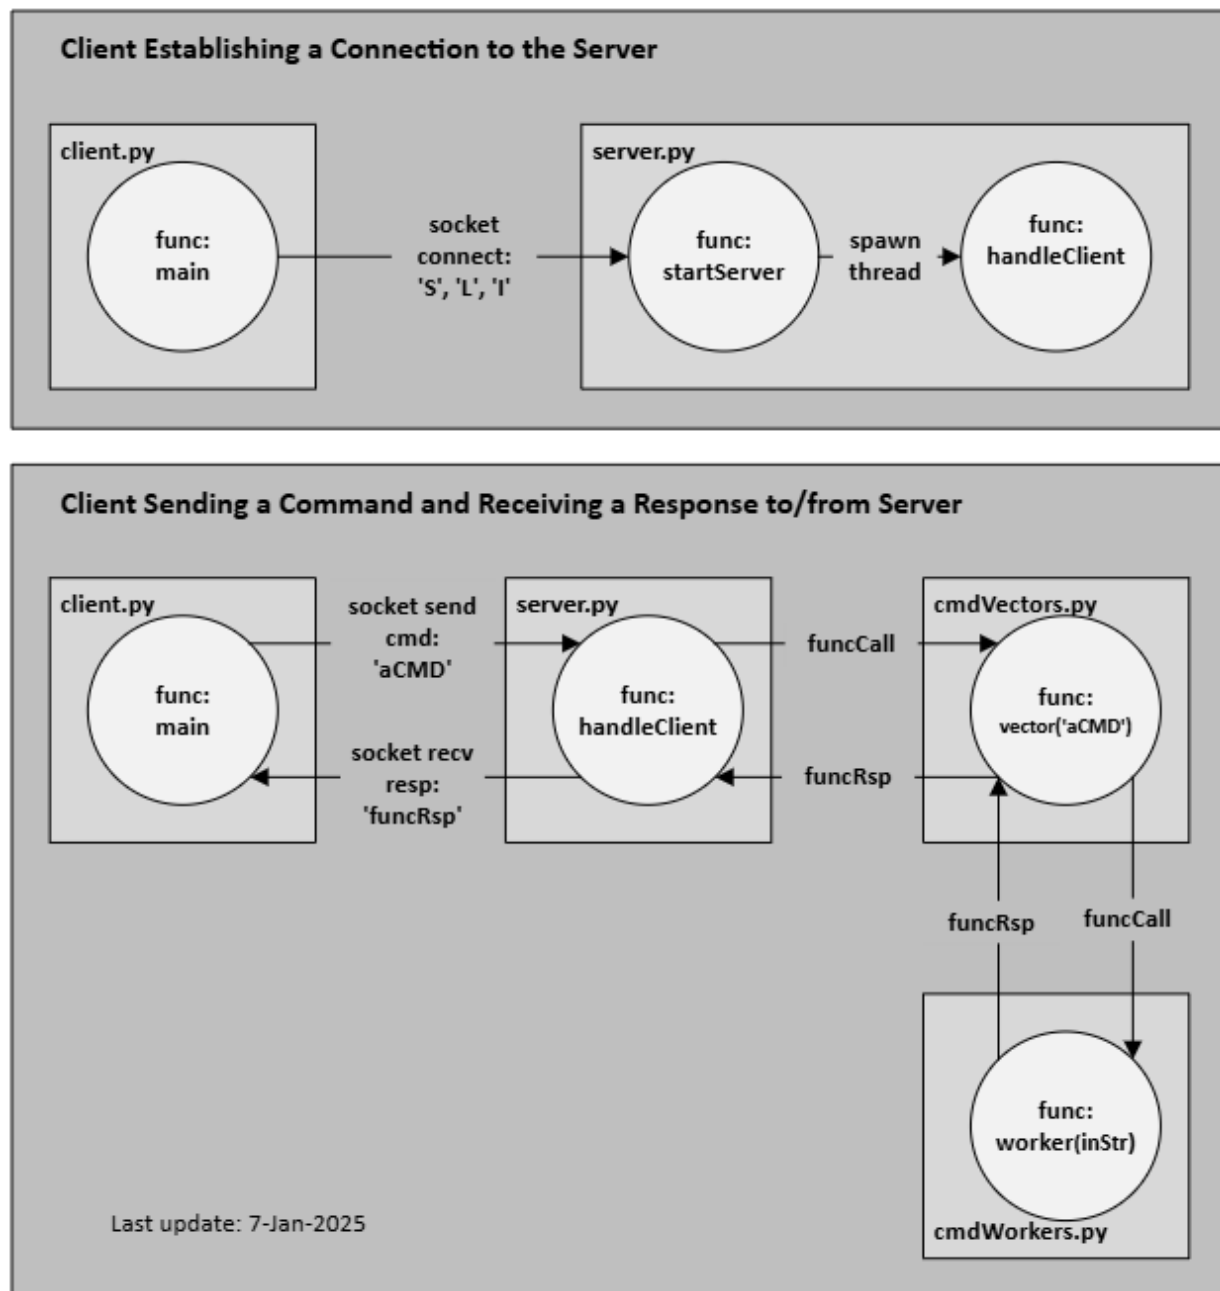 Client Establishing a Connection to the Server
client.py
func:
main
socket
connect:
'S', 'L', 'I'
server.py
func:
startServer
spawn
thread
func:
handleClient
Client Sending a Command and Receiving a Response to/from Server
client.py
func:
main
socket send
cmd:
'aCMD'
socket recv
resp:
'funcRsp'
server.py
func:
handleClient
funcCall
funcRsp
cmdVectors.py
func:
vector('aCMD')
funcRsp
funcCall
func:
worker(inStr)
cmdWorkers.py
Last update: 7-Jan-2025